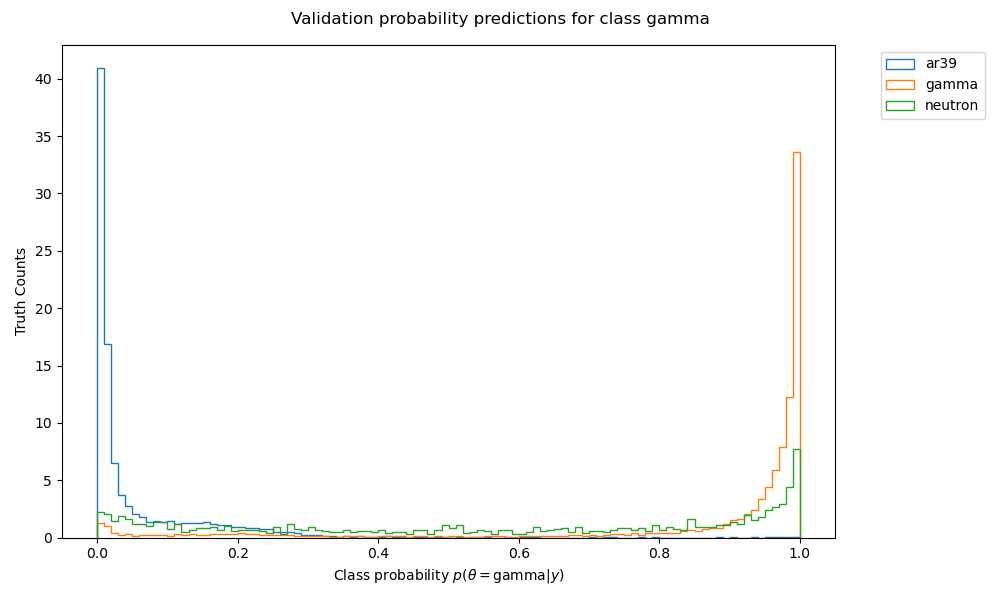 Validation probability predictions for class gamma
ar39
gamma
neutron
Truth Counts
40
35
30
25
20
15
10
5
0
0.0 0.2 0.4 0.6 0.8 1.0
Class probability p(θ = gamma|y)